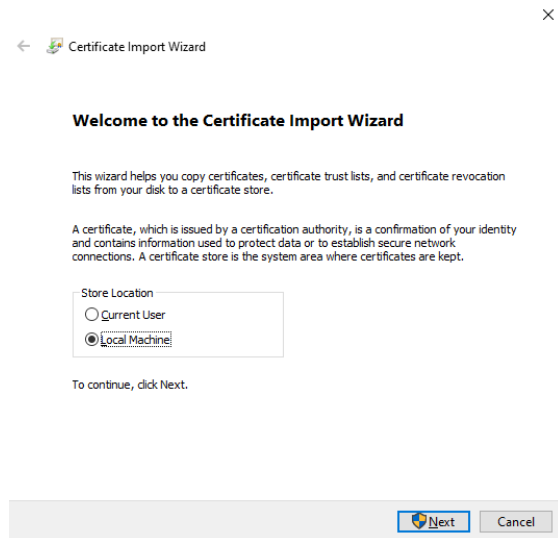 Certificate Import Wizard
Welcome to the Certificate Import Wizard
This wizard helps you copy certificates, certificate trust lists, and certificate revocation
lists from your disk to a certificate store.
A certificate, which is issued by a certification authority, is a confirmation of your identity
and contains information used to protect data or to establish secure network
connections. A certificate store is the system area where certificates are kept.
Store Location
Current User
Local Machine
To continue, click Next.
Next Cancel